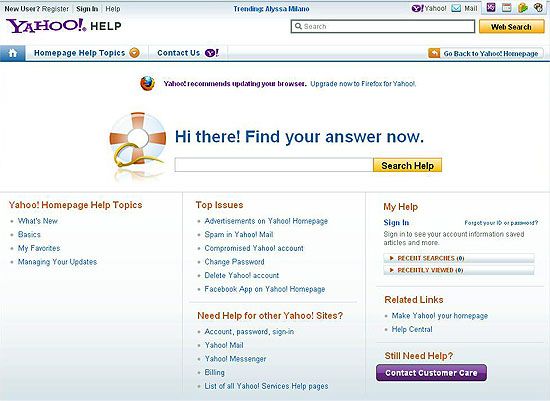 New User? Register | Sign In | Help Trending: Alyssa Milano Yahoo! Mail
YAHOO! HELP Search Web Search
Homepage Help Topics Contact Us Y! Go Back to Yahoo! Homepage
Yahoo! recommends updating your browser. Upgrade now to Firefox for Yahoo!.
Hi there! Find your answer now.
Search Help
Yahoo! Homepage Help Topics
What's New
Basics
My Favorites
Managing Your Updates
Top Issues
Advertisements on Yahoo! Homepage
Spam in Yahoo! Mail
Compromised Yahoo! account
Change Password
Delete Yahoo! account
Facebook App on Yahoo! Homepage
Need Help for other Yahoo! Sites?
Account, password, sign-in
Yahoo! Mail
Yahoo! Messenger
Billing
List of all Yahoo! Services Help pages
My Help
Sign In Forgot your ID or password?
Sign in to see your account information saved
articles and more.
RECENT SEARCHES (0)
RECENTLY VIEWED (0)
Related Links
Make Yahoo! your homepage
Help Central
Still Need Help?
Contact Customer Care